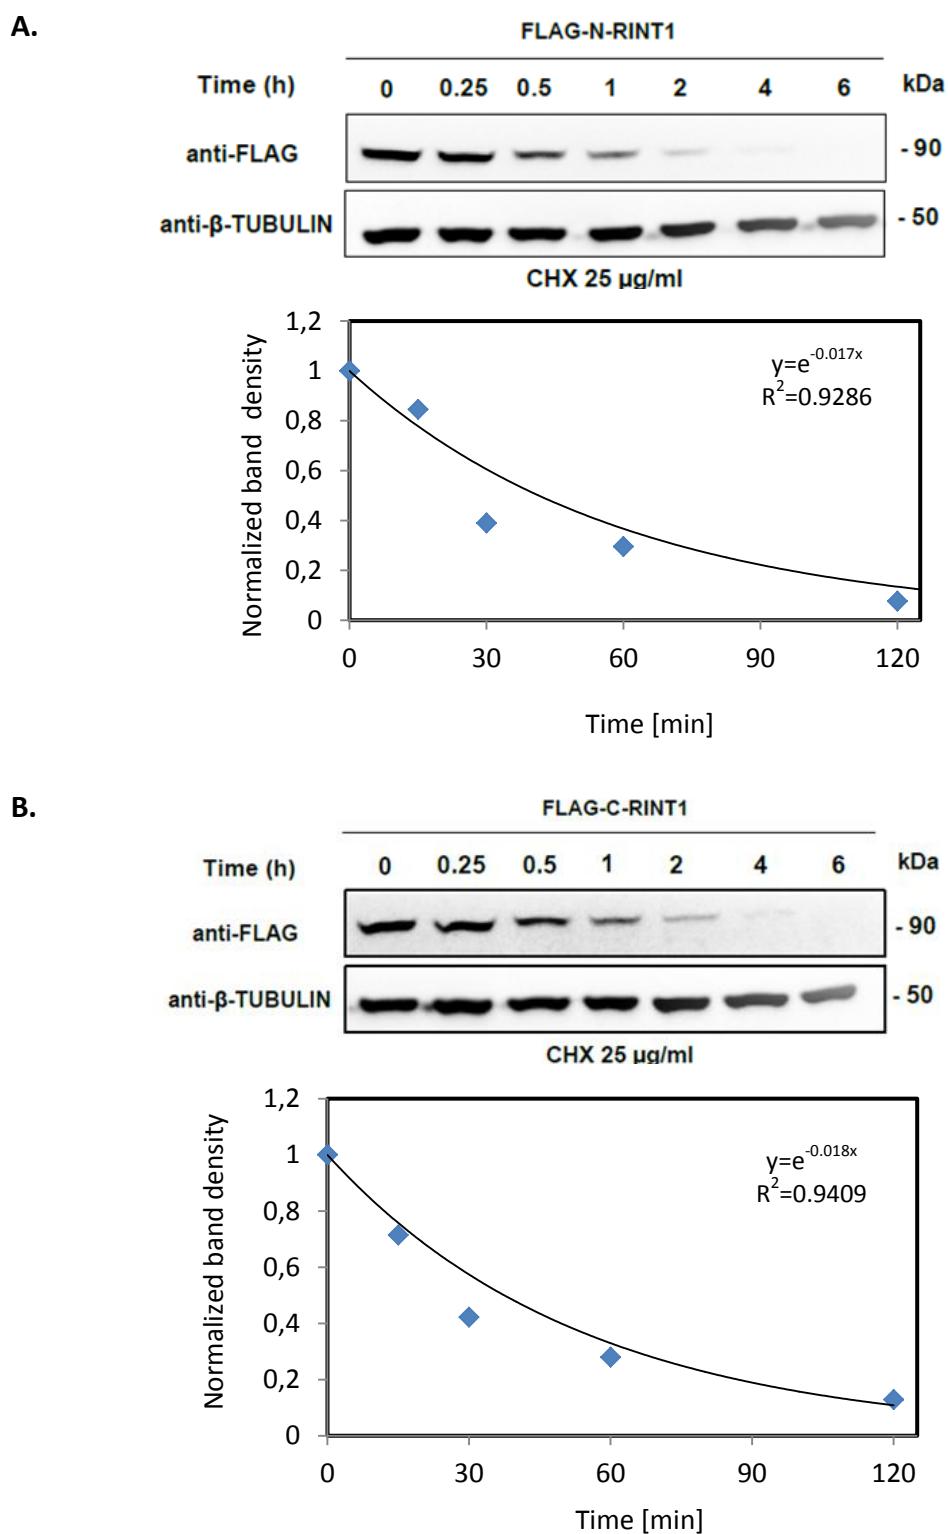 A.
FLAG-N-RINT1
Time (h) 0 0.25 0.5 1 2 4 6 kDa
anti-FLAG - 90
anti-β-TUBULIN - 50
CHX 25 µg/ml
1,2
1
0,8
0,6
0,4
0,2
0
Normalized band density
y=e^-0.017x
R²=0.9286
0 30 60 90 120
Time [min]
B.
FLAG-C-RINT1
Time (h) 0 0.25 0.5 1 2 4 6 kDa
anti-FLAG - 90
anti-β-TUBULIN - 50
CHX 25 µg/ml
1,2
1
0,8
0,6
0,4
0,2
0
Normalized band density
y=e^-0.018x
R²=0.9409
0 30 60 90 120
Time [min]